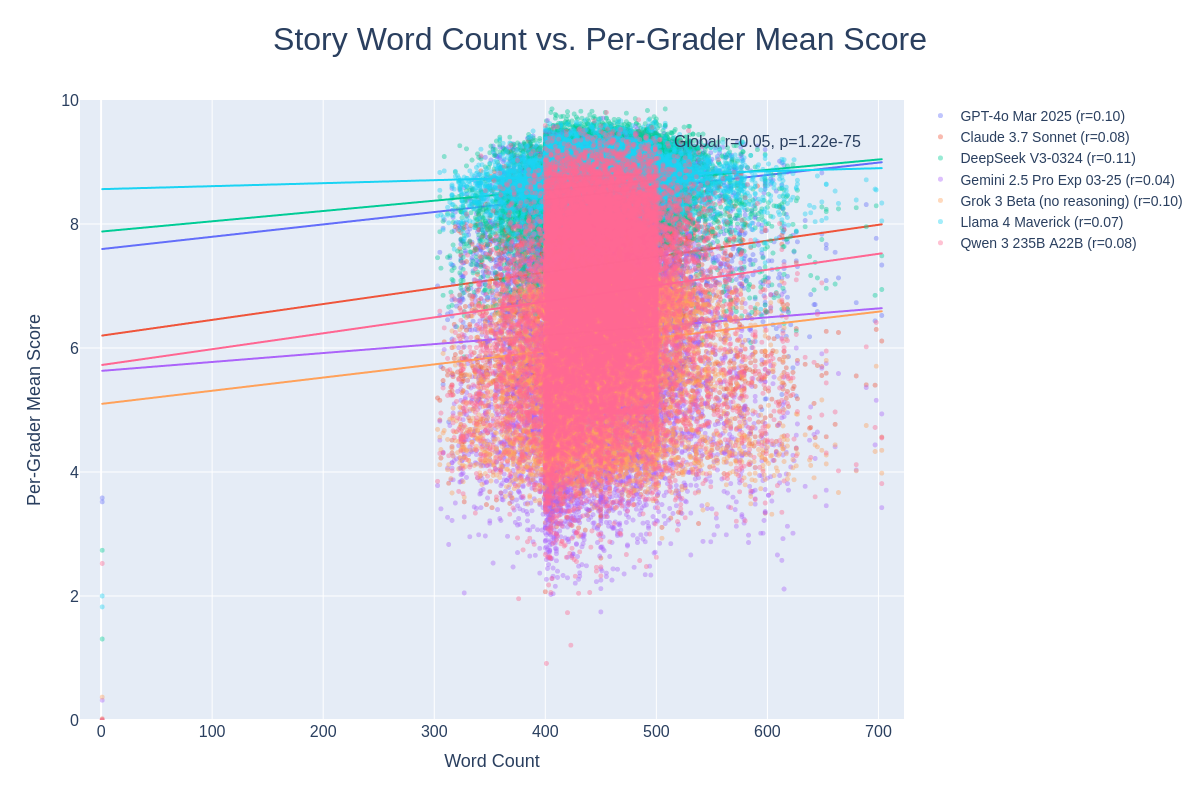 Story Word Count vs. Per-Grader Mean Score
Per-Grader Mean Score
10
8
6
4
2
0
0 100 200 300 400 500 600 700
Word Count
Global r=0.05, p=1.22e-75
GPT-4o Mar 2025 (r=0.10)
Claude 3.7 Sonnet (r=0.08)
DeepSeek V3-0324 (r=0.11)
Gemini 2.5 Pro Exp 03-25 (r=0.04)
Grok 3 Beta (no reasoning) (r=0.10)
Llama 4 Maverick (r=0.07)
Qwen 3 235B A22B (r=0.08)